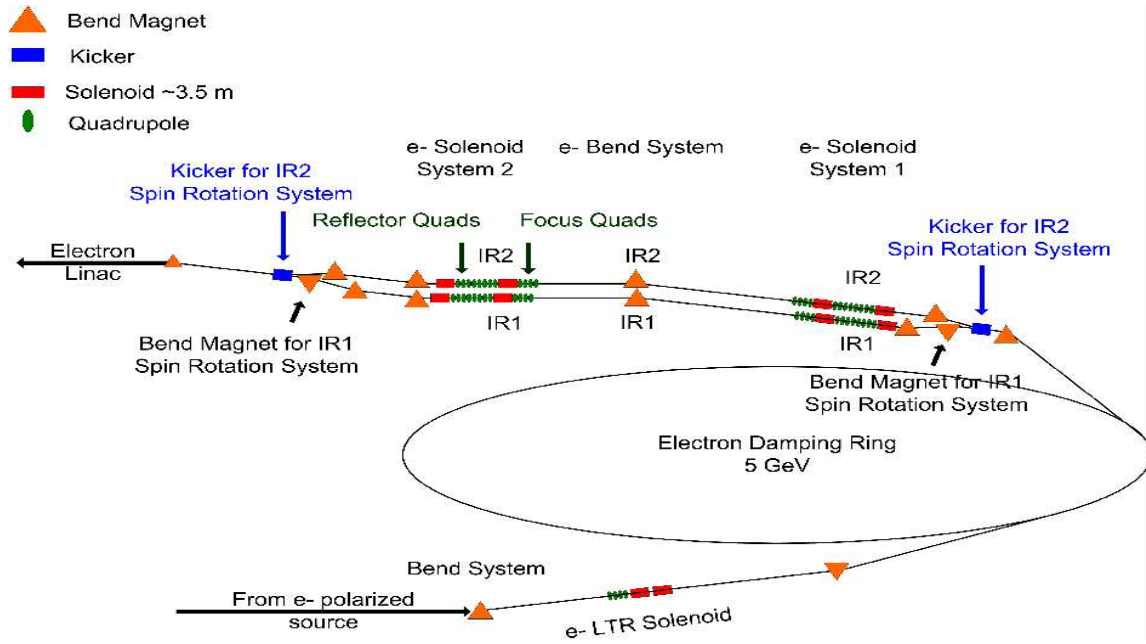 Bend Magnet
Kicker
Solenoid ~3.5 m
Quadrupole
e- Solenoid
System 2
e- Bend System
e- Solenoid
System 1
Kicker for IR2
Spin Rotation System
Reflector Quads
Focus Quads
Kicker for IR2
Spin Rotation System
Electron
Linac
IR2
IR2
IR2
IR1
IR1
IR1
Bend Magnet for IR1
Spin Rotation System
Bend Magnet for IR1
Spin Rotation System
Electron Damping Ring
5 GeV
Bend System
From e- polarized
source
e- LTR Solenoid